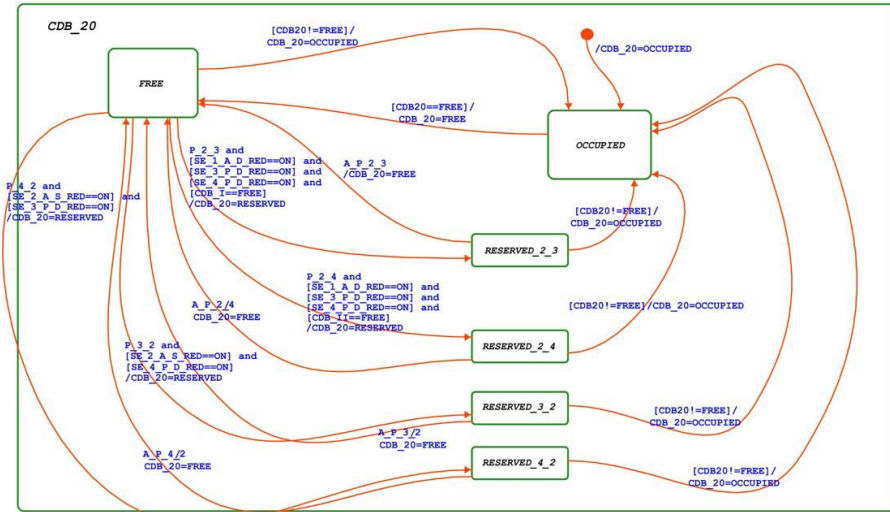 CDB_20
[CDB20!=FREE]/
CDB_20=OCCUPIED
/CDB_20=OCCUPIED
FREE
[CDB20==FREE]/
CDB_20=FREE
OCCUPIED
P_2_3 and
[SE_1_A_D_RED==ON] and
[SE_3_P_D_RED==ON] and
[SE_4_P_D_RED==ON] and
[CDB_I==FREE]
/CDB_20=RESERVED
A_P_2_3
/CDB_20=FREE
P_4_2 and
[SE_2_A_S_RED==ON] and
[SE_3_P_D_RED==ON]
/CDB_20=RESERVED
[CDB20!=FREE]/
CDB_20=OCCUPIED
RESERVED_2_3
P_2_4 and
[SE_1_A_D_RED==ON] and
[SE_3_P_D_RED==ON] and
[SE_4_P_D_RED==ON] and
[CDB_II==FREE]
/CDB_20=RESERVED
A_P_2/4
CDB_20=FREE
[CDB20!=FREE]/CDB_20=OCCUPIED
RESERVED_2_4
P_3_2 and
[SE_2_A_S_RED==ON] and
[SE_4_P_D_RED==ON]
/CDB_20=RESERVED
RESERVED_3_2
[CDB20!=FREE]/
CDB_20=OCCUPIED
A_P_3/2
CDB_20=FREE
A_P_4/2
CDB_20=FREE
RESERVED_4_2
[CDB20!=FREE]/
CDB_20=OCCUPIED